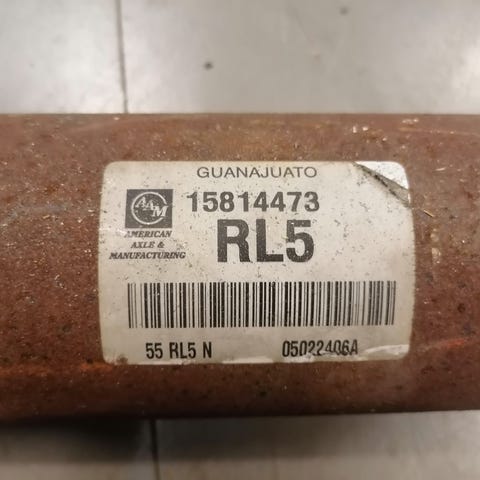 GUANAJUATO
AAM
15814473
AMERICAN
AXLE &
MANUFACTURING
RL5
55 RL5 N 05022406A